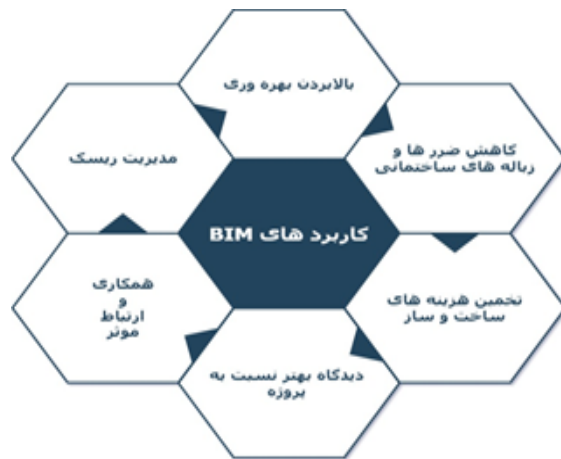 بالابردن بهره وری
کاهش ضرر ها و
زباله های ساختمانی
مدیریت ریسک
کاربرد های BIM
تخمین هزینه های
ساخت و ساز
همکاری
و
ارتباط
موثر
دیدگاه بهتر نسبت به
پروژه